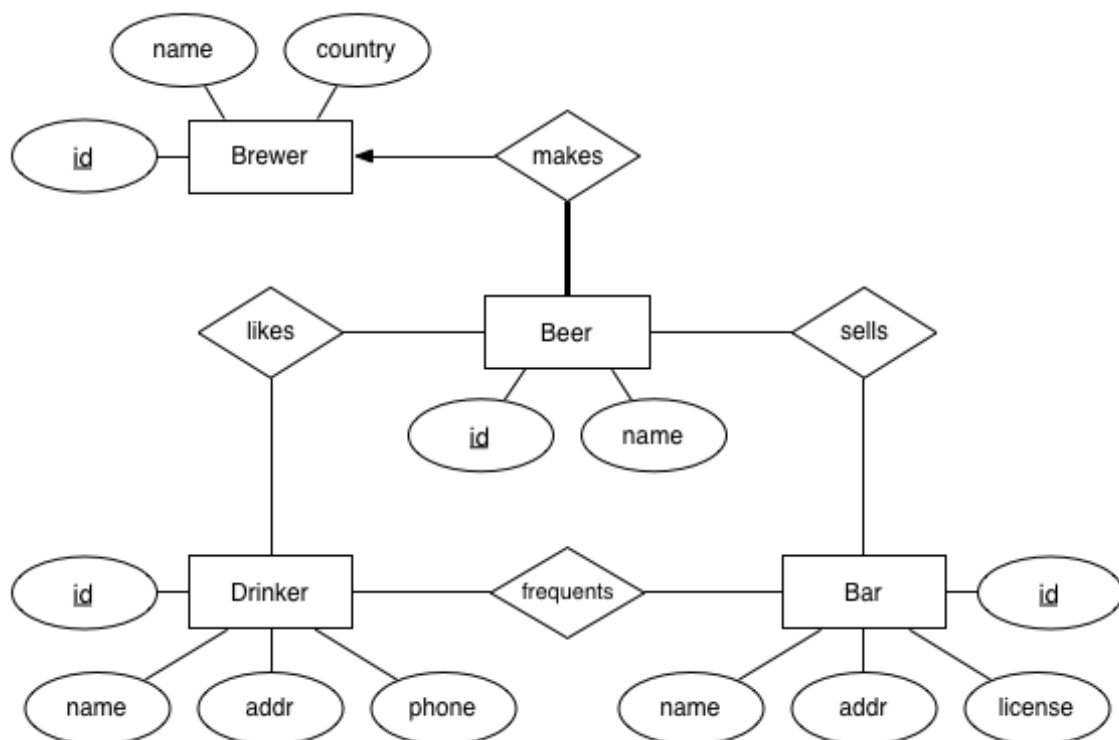 name
country
id
Brewer
makes
likes
Beer
sells
id
name
id
Drinker
frequents
Bar
id
name
addr
phone
name
addr
license